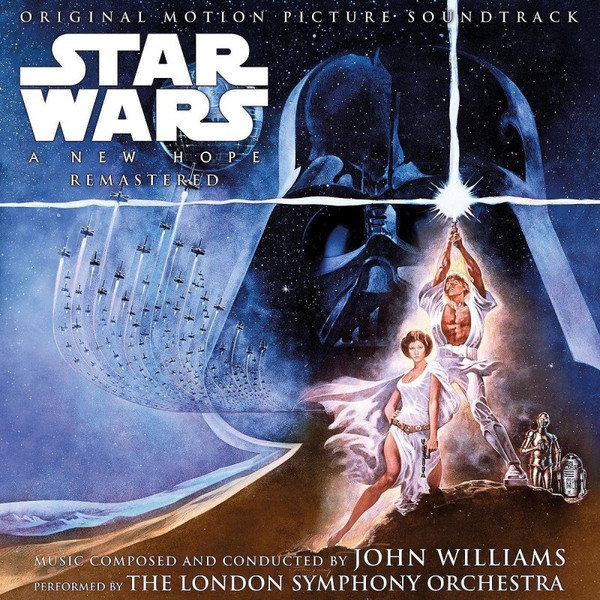 ORIGINAL MOTION PICTURE SOUNDTRACK
STAR
WARS
A NEW HOPE
REMASTERED
MUSIC COMPOSED AND CONDUCTED BY JOHN WILLIAMS
PERFORMED BY THE LONDON SYMPHONY ORCHESTRA